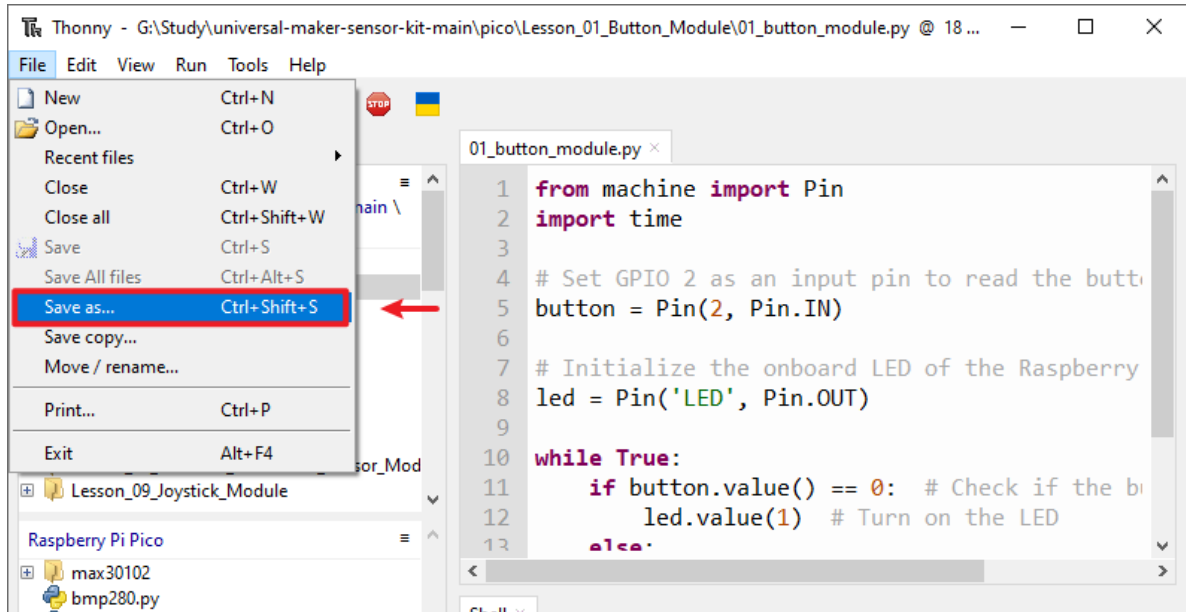 Thonny - G:\Study\universal-maker-sensor-kit-main\pico\Lesson_01_Button_Module\01_button_module.py @ 18 ...
File Edit View Run Tools Help
New Ctrl+N
Open... Ctrl+O
Recent files
Close Ctrl+W
Close all Ctrl+Shift+W
Save Ctrl+S
Save All files Ctrl+Alt+S
Save as... Ctrl+Shift+S
Save copy...
Move / rename...
Print... Ctrl+P
Exit Alt+F4
STOP
main \
sor_Mod
Lesson_09_Joystick_Module
Raspberry Pi Pico
max30102
bmp280.py
01_button_module.py
1 from machine import Pin
2 import time
3
4 # Set GPIO 2 as an input pin to read the butt
5 button = Pin(2, Pin.IN)
6
7 # Initialize the onboard LED of the Raspberry
8 led = Pin('LED', Pin.OUT)
9
10 while True:
11 if button.value() == 0: # Check if the bu
12 led.value(1) # Turn on the LED
13 else:
Shell